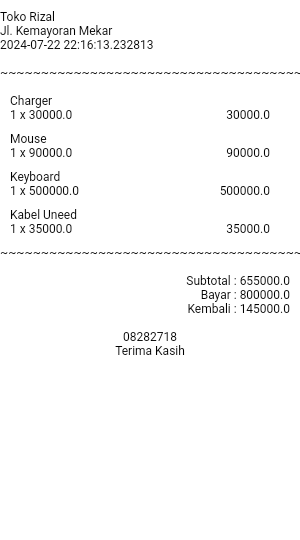 Toko Rizal
Jl. Kemayoran Mekar
2024-07-22 22:16:13.232813
~~~~~~~~~~~~~~~~~~~~~~~~~~~~~~~~~~~~~
Charger
1 x 30000.0 30000.0
Mouse
1 x 90000.0 90000.0
Keyboard
1 x 500000.0 500000.0
Kabel Uneed
1 x 35000.0 35000.0
~~~~~~~~~~~~~~~~~~~~~~~~~~~~~~~~~~~~~
Subtotal : 655000.0
Bayar : 800000.0
Kembali : 145000.0
08282718
Terima Kasih